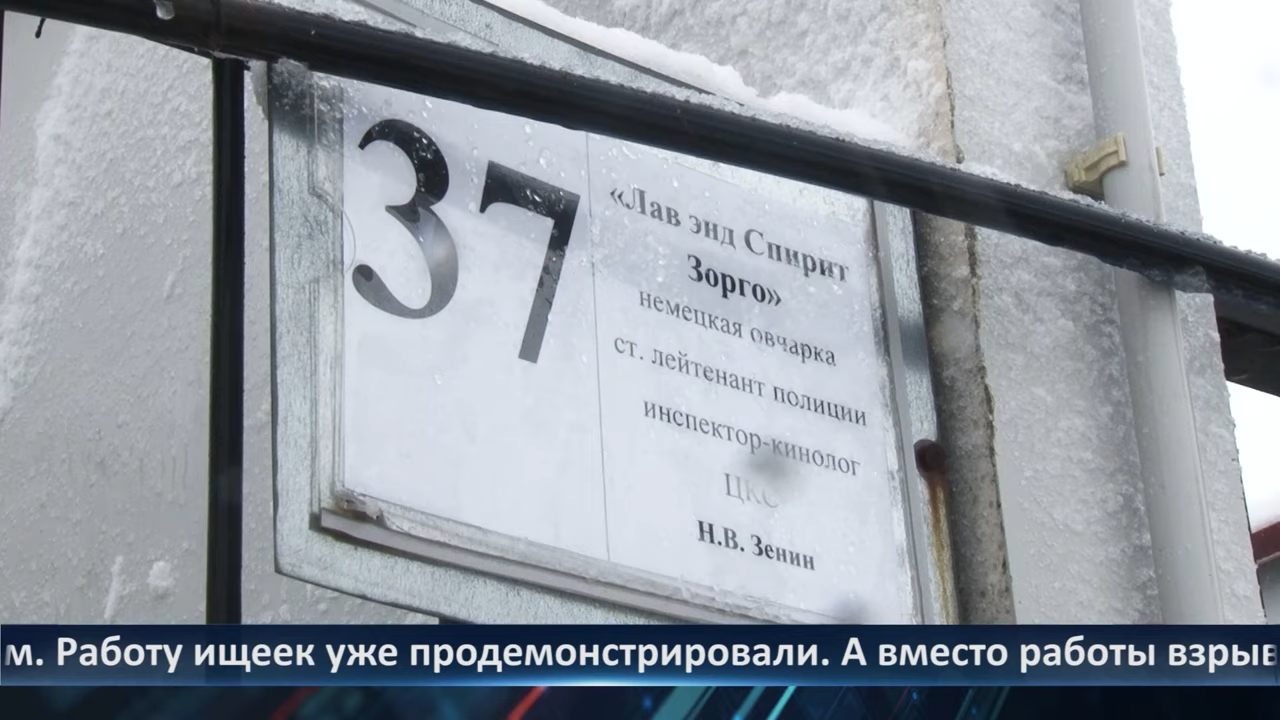 37
«Лав энд Спирит
Зорго»
немецкая овчарка
ст. лейтенант полиции
инспектор-кинолог
ЦКС
Н.В. Зенин
м. Работу ищеек уже продемонстрировали. А вместо работы взрыв